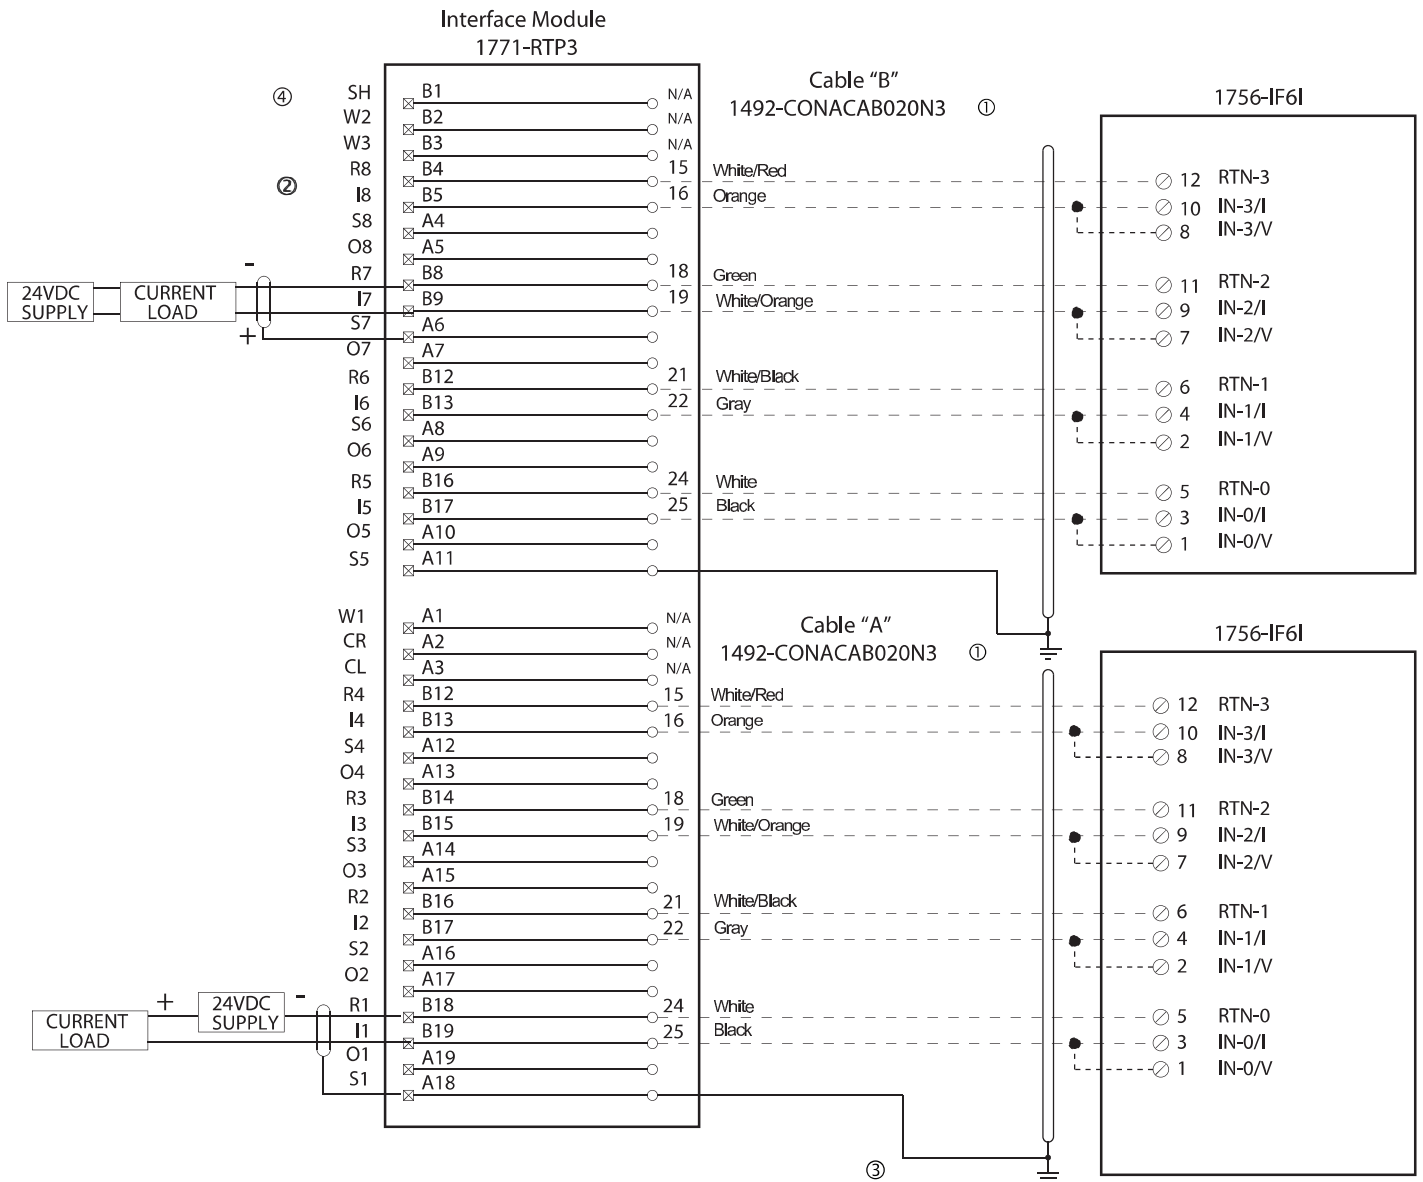 Interface Module
1771-RTP3
Cable “B”
1492-CONACAB020N3 ①
1756-IF6I
④
②
SH B1 N/A
W2 B2 N/A
W3 B3 N/A
R8 B4 15 White/Red 12 RTN-3
I8 B5 16 Orange 10 IN-3/I
S8 A4 8 IN-3/V
O8 A5
-
R7 B8 18 Green 11 RTN-2
24VDC
SUPPLY
CURRENT
LOAD
I7 B9 19 White/Orange 9 IN-2/I
+
S7 A6 7 IN-2/V
O7 A7
R6 B12 21 White/Black 6 RTN-1
I6 B13 22 Gray 4 IN-1/I
S6 A8 2 IN-1/V
O6 A9
R5 B16 24 White 5 RTN-0
I5 B17 25 Black 3 IN-0/I
O5 A10 1 IN-0/V
S5 A11
Cable “A”
1492-CONACAB020N3 ①
1756-IF6I
W1 A1 N/A
CR A2 N/A
CL A3 N/A
R4 B12 15 White/Red 12 RTN-3
I4 B13 16 Orange 10 IN-3/I
S4 A12 8 IN-3/V
O4 A13
R3 B14 18 Green 11 RTN-2
I3 B15 19 White/Orange 9 IN-2/I
S3 A14 7 IN-2/V
O3 A15
R2 B16 21 White/Black 6 RTN-1
I2 B17 22 Gray 4 IN-1/I
S2 A16 2 IN-1/V
O2 A17
+
24VDC
SUPPLY
-
R1 B18 24 White 5 RTN-0
CURRENT
LOAD
I1 B19 25 Black 3 IN-0/I
O1 A19 1 IN-0/V
S1 A18
③